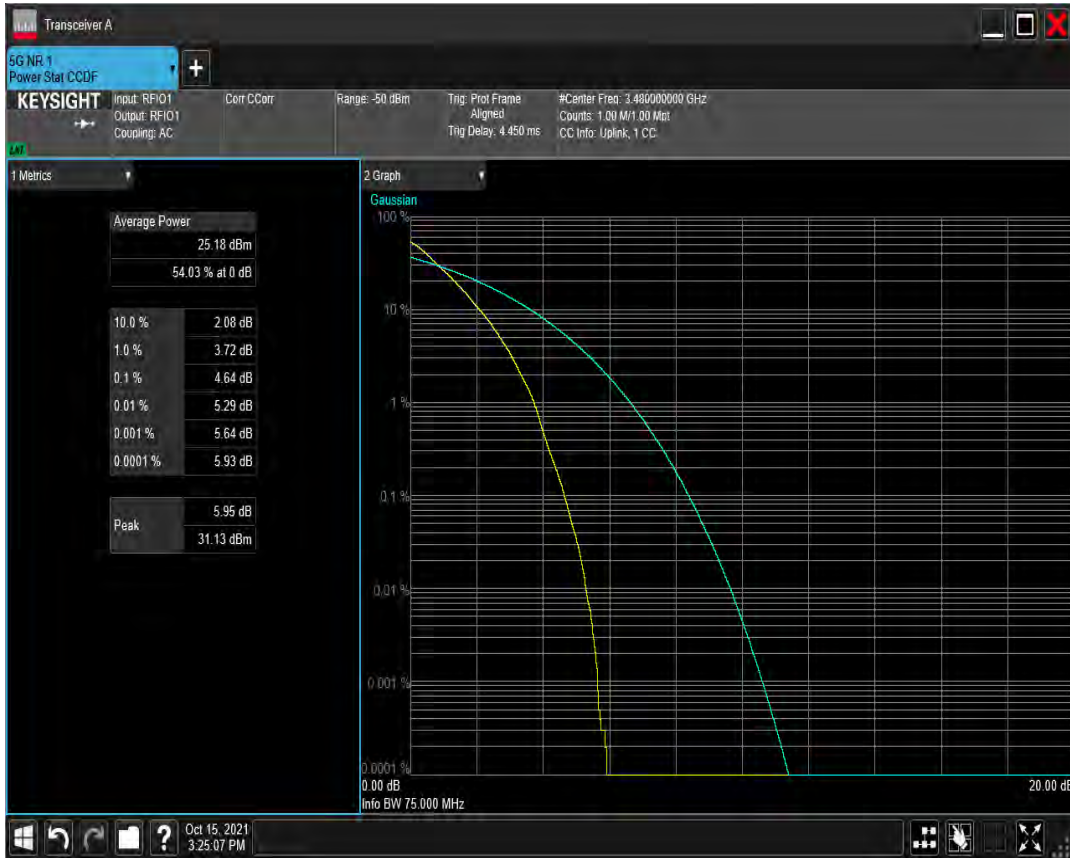 Transceiver A
5G NR 1
Power Stat CCDF
+
KEYSIGHT
Input: RFIO1
Output: RFIO1
Coupling: AC
Corr CCorr
Range: -50 dBm
Trig: Prot Frame
Aligned
Trig Delay: 4.450 ms
#Center Freq: 3.480000000 GHz
Counts: 1.00 M/1.00 Mpt
CC Info: Uplink, 1 CC
1 Metrics
Average Power
25.18 dBm
54.03 % at 0 dB
10.0 % 2.08 dB
1.0 % 3.72 dB
0.1 % 4.64 dB
0.01 % 5.29 dB
0.001 % 5.64 dB
0.0001 % 5.93 dB
Peak
5.95 dB
31.13 dBm
2 Graph
Gaussian
100 %
10 %
1 %
0.1 %
0.01 %
0.001 %
0.0001 %
0.00 dB 20.00 dB
Info BW 75.000 MHz
?
Oct 15, 2021
3:25:07 PM